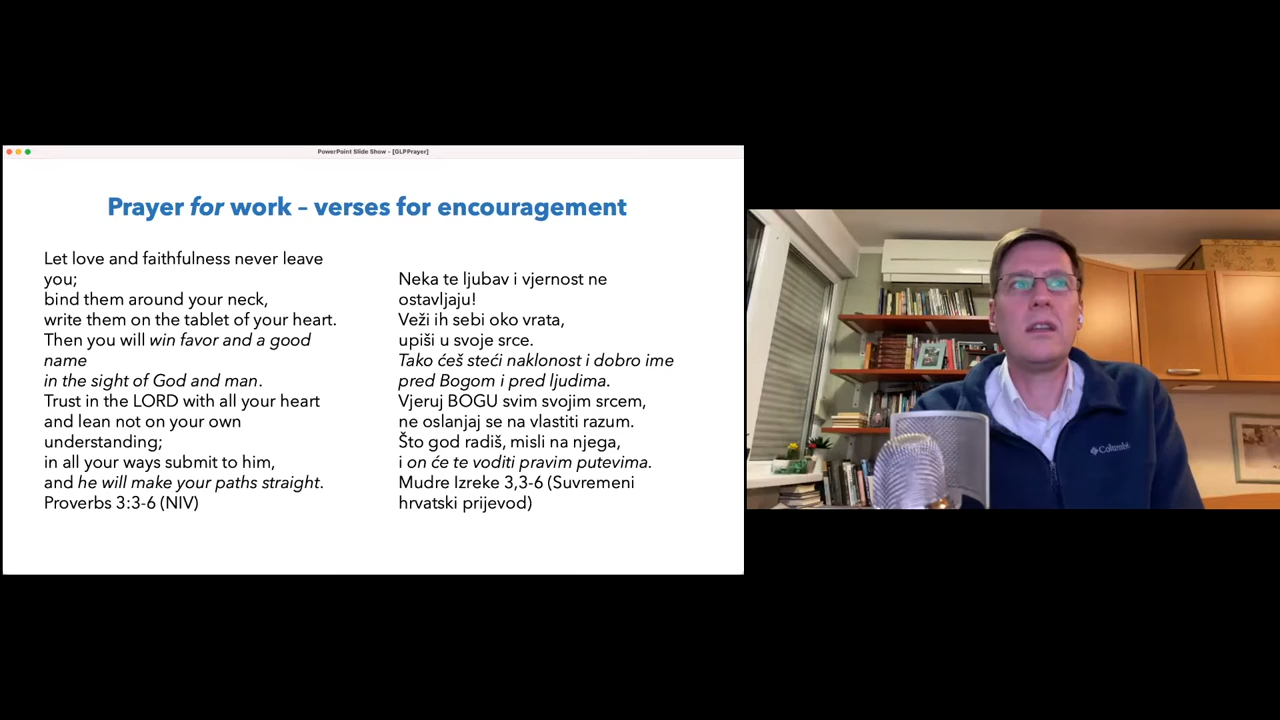 PowerPoint Slide Show - [GLPPrayer]
Prayer for work – verses for encouragement
Let love and faithfulness never leave
you;
bind them around your neck,
write them on the tablet of your heart.
Then you will win favor and a good
name
in the sight of God and man.
Trust in the LORD with all your heart
and lean not on your own
understanding;
in all your ways submit to him,
and he will make your paths straight.
Proverbs 3:3-6 (NIV)
Neka te ljubav i vjernost ne
ostavljaju!
Veži ih sebi oko vrata,
upiši u svoje srce.
Tako ćeš steći naklonost i dobro ime
pred Bogom i pred ljudima.
Vjeruj BOGU svim svojim srcem,
ne oslanjaj se na vlastiti razum.
Što god radiš, misli na njega,
i on će te voditi pravim putevima.
Mudre Izreke 3,3-6 (Suvremeni
hrvatski prijevod)
Columbia